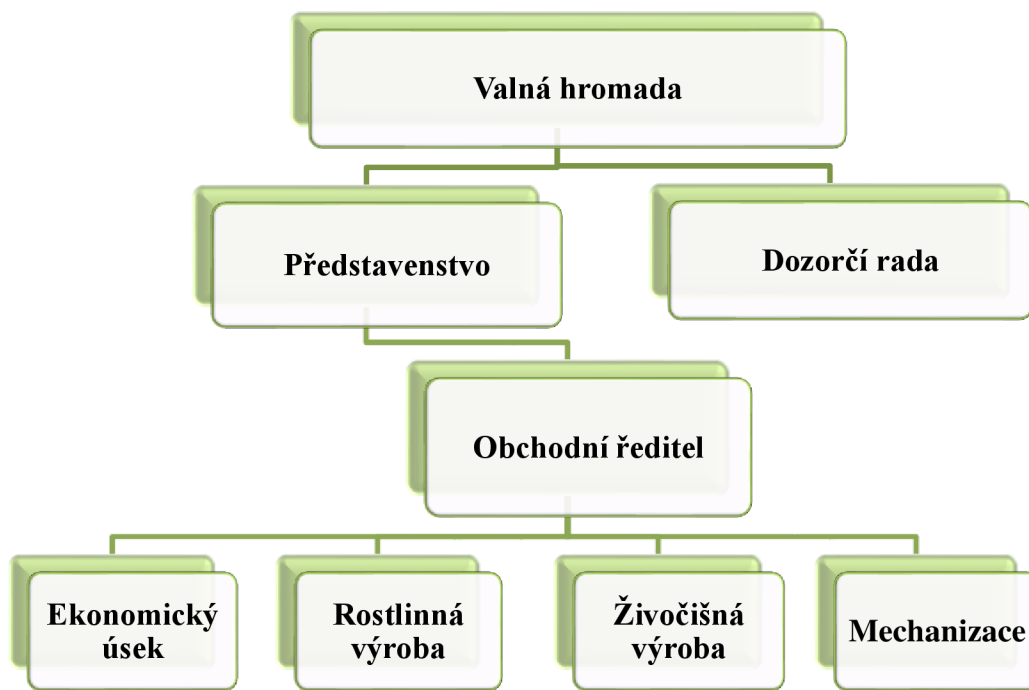 Valná hromada
Představenstvo
Dozorčí rada
Obchodní ředitel
Ekonomický
úsek
Rostlinná
výroba
Živočišná
výroba
Mechanizace